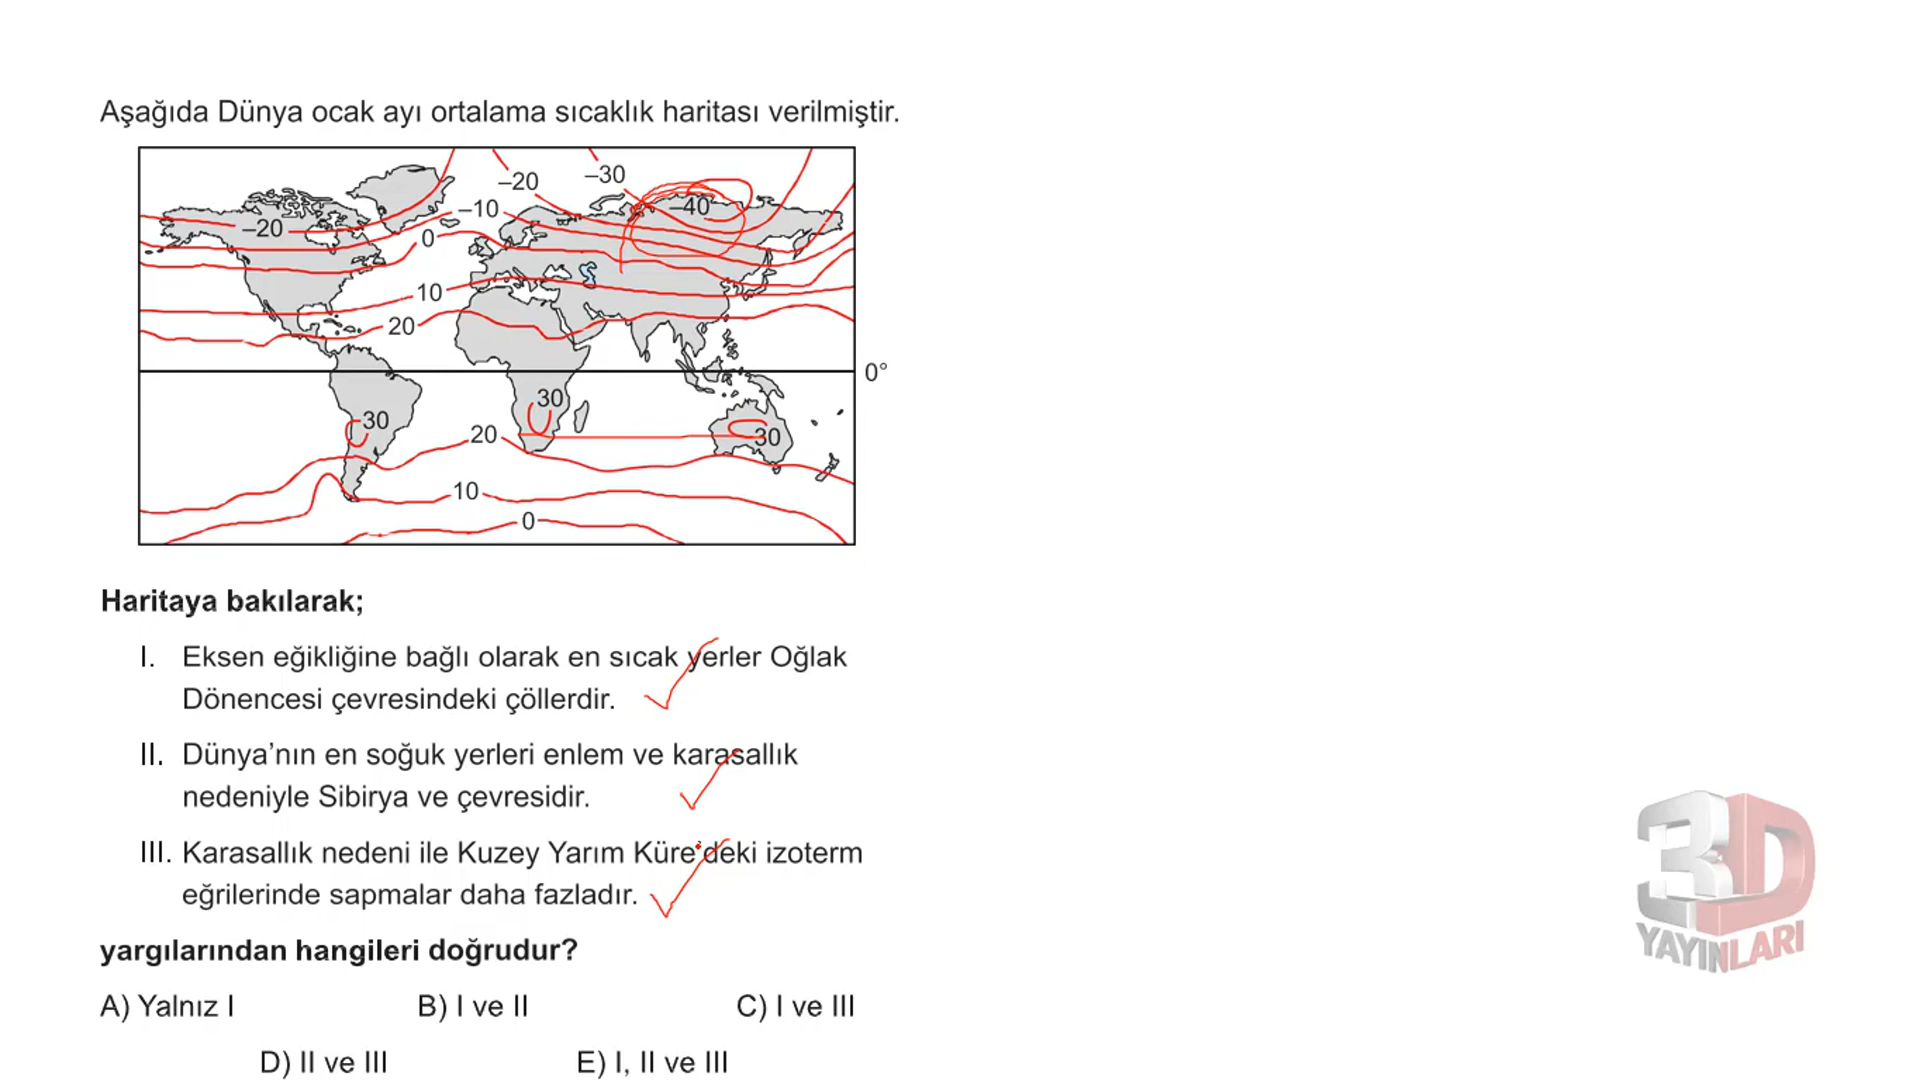 Aşağıda Dünya ocak ayı ortalama sıcaklık haritası verilmiştir.
–20 –30
–40
–10
–20
0
10
20
0°
30
30
20 30
10
0
Haritaya bakılarak;
I. Eksen eğikliğine bağlı olarak en sıcak yerler Oğlak
Dönencesi çevresindeki çöllerdir.
II. Dünya’nın en soğuk yerleri enlem ve karasallık
nedeniyle Sibirya ve çevresidir.
III. Karasallık nedeni ile Kuzey Yarım Küre’deki izoterm
eğrilerinde sapmalar daha fazladır.
yargılarından hangileri doğrudur?
A) Yalnız I B) I ve II C) I ve III
D) II ve III E) I, II ve III
3D
YAYINLARI